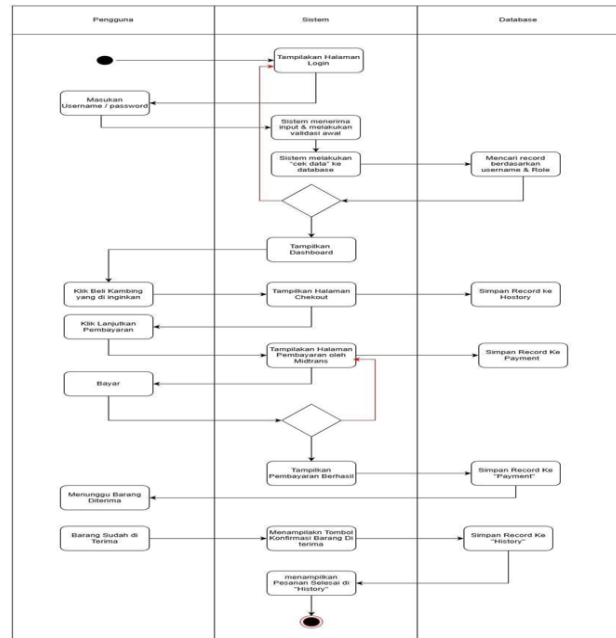 Pengguna
Sistem
Database
Tampilakan Halaman
Login
Masukan
Username / password
Sistem menerima
input & melakukan
validasi awal
Sistem melakukan
"cek data" ke
database
Mencari record
berdasarkan
username & Role
Tampilkan
Dashboard
Klik Beli Kambing
yang di inginkan
Tampilkan Halaman
Chekout
Simpan Record ke
Hostory
Klik Lanjutkan
Pembayaran
Tampilakan Halaman
Pembayaran oleh
Midtrans
Simpan Record Ke
Payment
Bayar
Tampilkan
Pembayaran Berhasil
Simpan Record Ke
"Payment"
Menunggu Barang
Diterima
Barang Sudah di
Terima
Menampilakn Tombol
Konfirmasi Barang Di
terima
Simpan Record Ke
"History"
menampilkan
Pesanan Selesai di
"History"